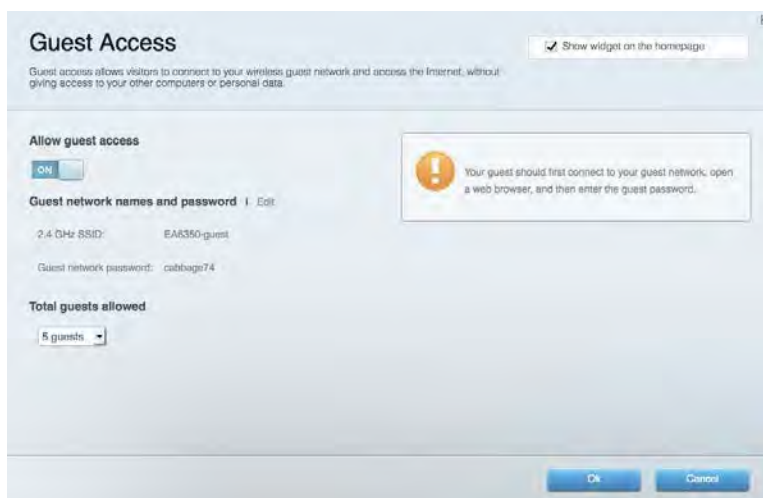 Guest Access
Show widget on the homepage
Guest access allows visitors to connect to your wireless guest network and access the Internet, without
giving access to your other computers or personal data.
Allow guest access
ON
Your guest should first connect to your guest network, open
a web browser, and then enter the guest password.
Guest network names and password | Edit
2.4 GHz SSID: EA6350-guest
Guest network password: cabbage74
Total guests allowed
5 guests
Ok Cancel